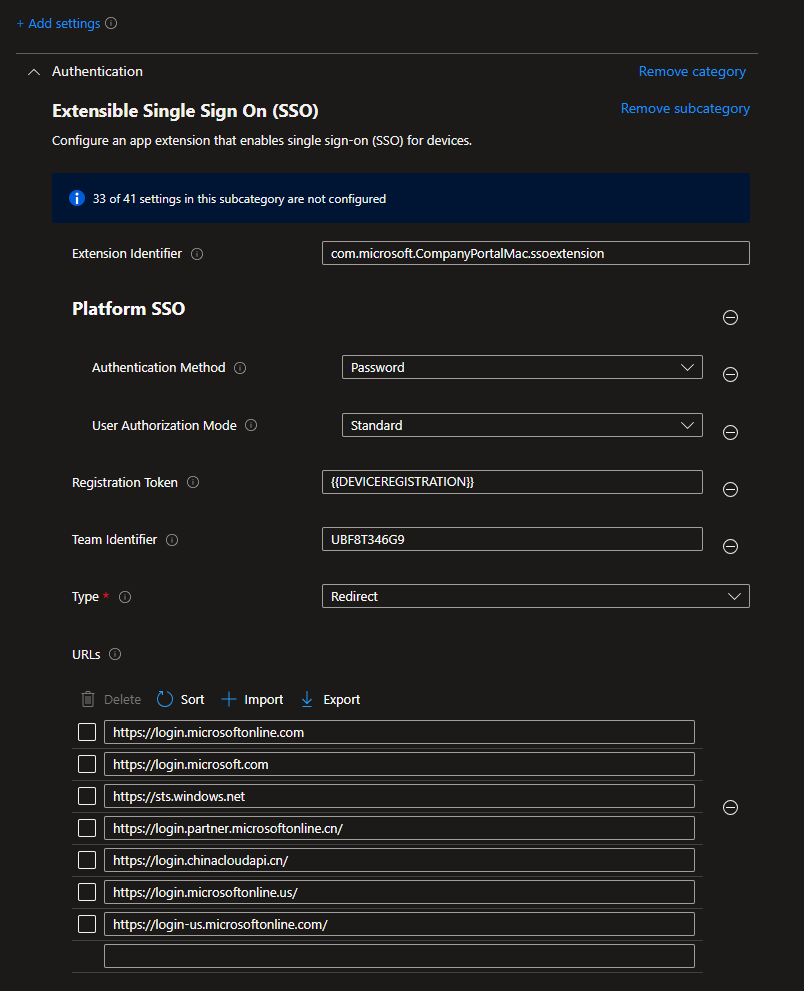 + Add settings
Authentication
Remove category
Extensible Single Sign On (SSO)
Remove subcategory
Configure an app extension that enables single sign-on (SSO) for devices.
33 of 41 settings in this subcategory are not configured
Extension Identifier
com.microsoft.CompanyPortalMac.ssoextension
Platform SSO
Authentication Method
Password
User Authorization Mode
Standard
Registration Token
{{DEVICEREGISTRATION}}
Team Identifier
UBF8T346G9
Type *
Redirect
URLs
Delete Sort Import Export
https://login.microsoftonline.com
https://login.microsoft.com
https://sts.windows.net
https://login.partner.microsoftonline.cn/
https://login.chinacloudapi.cn/
https://login.microsoftonline.us/
https://login-us.microsoftonline.com/